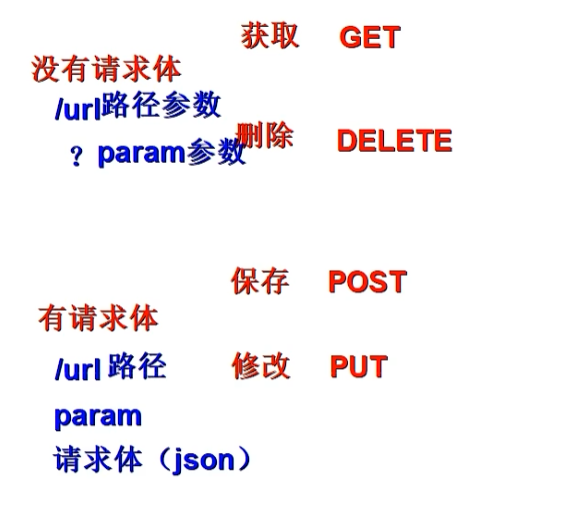 获取 GET
没有请求体
/url路径参数
？param参数
删除 DELETE
保存 POST
有请求体
/url 路径
修改 PUT
param
请求体（json）